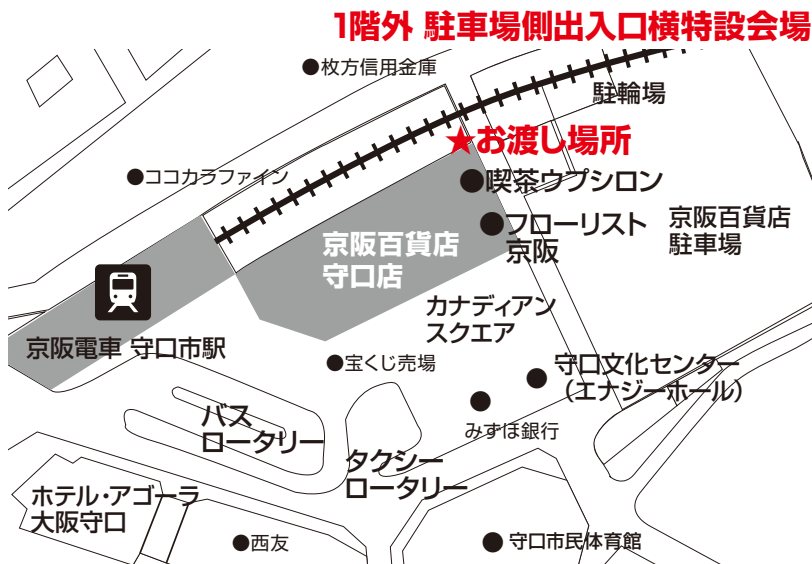 1階外 駐車場側出入口横特設会場
●枚方信用金庫
駐輪場
★お渡し場所
●ココカラファイン
●喫茶ウプシロン
●フローリスト
京阪
京阪百貨店
駐車場
京阪百貨店
守口店
カナディアン
スクエア
京阪電車 守口市駅
●宝くじ売場
守口文化センター
(エナジーホール)
みずほ銀行
バス
ロータリー
タクシー
ロータリー
ホテル・アゴーラ
大阪守口
●西友
●守口市民体育館